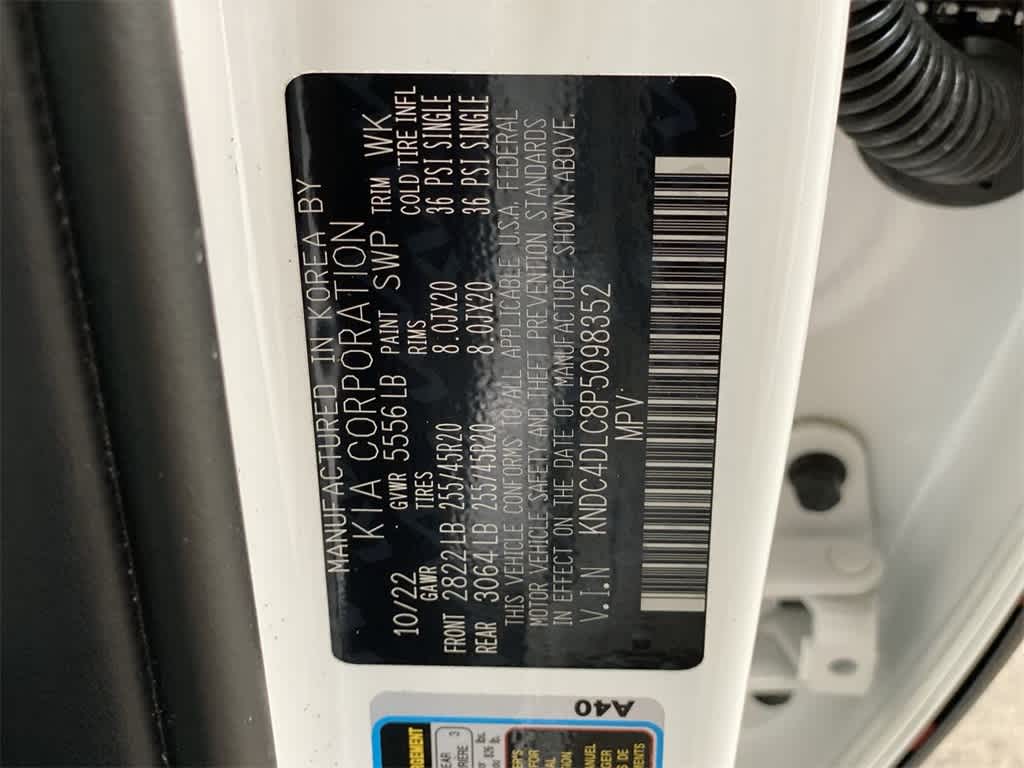 MANUFACTURED IN KOREA BY
KIA CORPORATION
10/22 GVWR 5556 LB PAINT SWP TRIM WK
GAWR TIRES RIMS COLD TIRE INFL
FRONT 2822 LB 255/45R20 8.0JX20 36 PSI SINGLE
REAR 3064 LB 255/45R20 8.0JX20 36 PSI SINGLE
THIS VEHICLE CONFORMS TO ALL APPLICABLE U.S.A. FEDERAL
MOTOR VEHICLE SAFETY AND THEFT PREVENTION STANDARDS
IN EFFECT ON THE DATE OF MANUFACTURE SHOWN ABOVE.
V.I.N KNDC4DLC8P5098352
MPV
A40